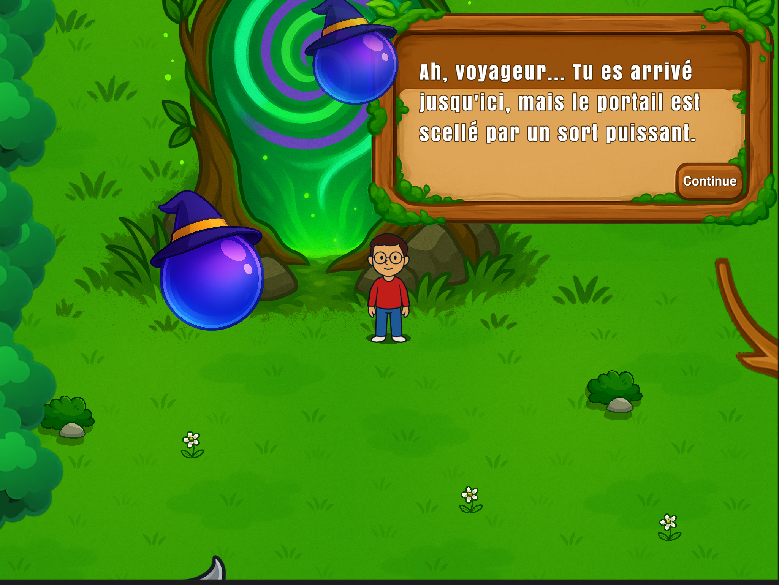 Ah, voyageur... Tu es arrivé
jusqu'ici, mais le portail est
scellé par un sort puissant.
Continue